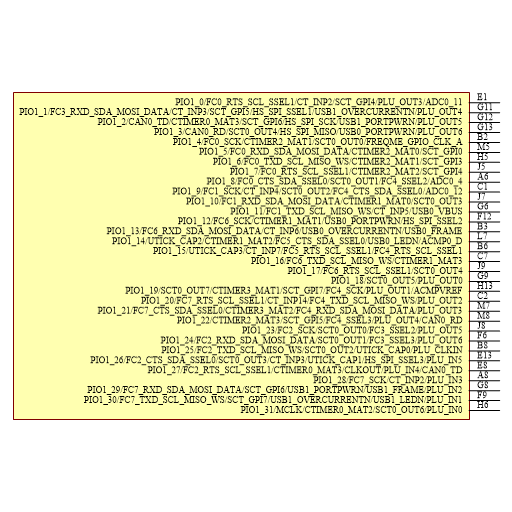 PIO1_0/FC0_RTS_SCL_SSEL1/CT_INP2/SCT_GPI4/PLU_OUT3/ADC0_11 E1
PIO1_1/FC3_RXD_SDA_MOSI_DATA/CT_INP3/SCT_GPI5/HS_SPI_SSEL1/USB1_OVERCURRENTN/PLU_OUT4 G11
PIO1_2/CAN0_TD/CTIMER0_MAT3/SCT_GPI6/HS_SPI_SCK/USB1_PORTPWRN/PLU_OUT5 G12
PIO1_3/CAN0_RD/SCT0_OUT4/HS_SPI_MISO/USB0_PORTPWRN/PLU_OUT6 G13
PIO1_4/FC0_SCK/CTIMER2_MAT1/SCT0_OUT0/FREQME_GPIO_CLK_A B2
PIO1_5/FC0_RXD_SDA_MOSI_DATA/CTIMER2_MAT0/SCT_GPI0 M5
PIO1_6/FC0_TXD_SCL_MISO_WS/CTIMER2_MAT1/SCT_GPI3 H5
PIO1_7/FC0_RTS_SCL_SSEL1/CTIMER2_MAT2/SCT_GPI4 J5
PIO1_8/FC0_CTS_SDA_SSEL0/SCT0_OUT1/FC4_SSEL2/ADC0_4 A6
PIO1_9/FC1_SCK/CT_INP4/SCT0_OUT2/FC4_CTS_SDA_SSEL0/ADC0_12 C1
PIO1_10/FC1_RXD_SDA_MOSI_DATA/CTIMER1_MAT0/SCT0_OUT3 J7
PIO1_11/FC1_TXD_SCL_MISO_WS/CT_INP5/USB0_VBUS G6
PIO1_12/FC6_SCK/CTIMER1_MAT1/USB0_PORTPWRN/HS_SPI_SSEL2 F12
PIO1_13/FC6_RXD_SDA_MOSI_DATA/CT_INP6/USB0_OVERCURRENTN/USB0_FRAME B3
PIO1_14/UTICK_CAP2/CTIMER1_MAT2/FC5_CTS_SDA_SSEL0/USB0_LEDN/ACMP0_D L7
PIO1_15/UTICK_CAP3/CT_INP7/FC5_RTS_SCL_SSEL1/FC4_RTS_SCL_SSEL1 B6
PIO1_16/FC6_TXD_SCL_MISO_WS/CTIMER1_MAT3 C7
PIO1_17/FC6_RTS_SCL_SSEL1/SCT0_OUT4 J9
PIO1_18/SCT0_OUT5/PLU_OUT0 G9
PIO1_19/SCT0_OUT7/CTIMER3_MAT1/SCT_GPI7/FC4_SCK/PLU_OUT1/ACMPVREF H13
PIO1_20/FC7_RTS_SCL_SSEL1/CT_INP14/FC4_TXD_SCL_MISO_WS/PLU_OUT2 C2
PIO1_21/FC7_CTS_SDA_SSEL0/CTIMER3_MAT2/FC4_RXD_SDA_MOSI_DATA/PLU_OUT3 M7
PIO1_22/CTIMER2_MAT3/SCT_GPI5/FC4_SSEL3/PLU_OUT4/CAN0_RD M8
PIO1_23/FC2_SCK/SCT0_OUT0/FC3_SSEL2/PLU_OUT5 J8
PIO1_24/FC2_RXD_SDA_MOSI_DATA/SCT0_OUT1/FC3_SSEL3/PLU_OUT6 F6
PIO1_25/FC2_TXD_SCL_MISO_WS/SCT0_OUT2/UTICK_CAP0/PLU_CLKIN B8
PIO1_26/FC2_CTS_SDA_SSEL0/SCT0_OUT3/CT_INP3/UTICK_CAP1/HS_SPI_SSEL3/PLU_IN5 E13
PIO1_27/FC2_RTS_SCL_SSEL1/CTIMER0_MAT3/CLKOUT/PLU_IN4/CAN0_TD E8
PIO1_28/FC7_SCK/CT_INP2/PLU_IN3 A8
PIO1_29/FC7_RXD_SDA_MOSI_DATA/SCT_GPI6/USB1_PORTPWRN/USB1_FRAME/PLU_IN2 G8
PIO1_30/FC7_TXD_SCL_MISO_WS/SCT_GPI7/USB1_OVERCURRENTN/USB1_LEDN/PLU_IN1 F9
PIO1_31/MCLK/CTIMER0_MAT2/SCT0_OUT6/PLU_IN0 H6